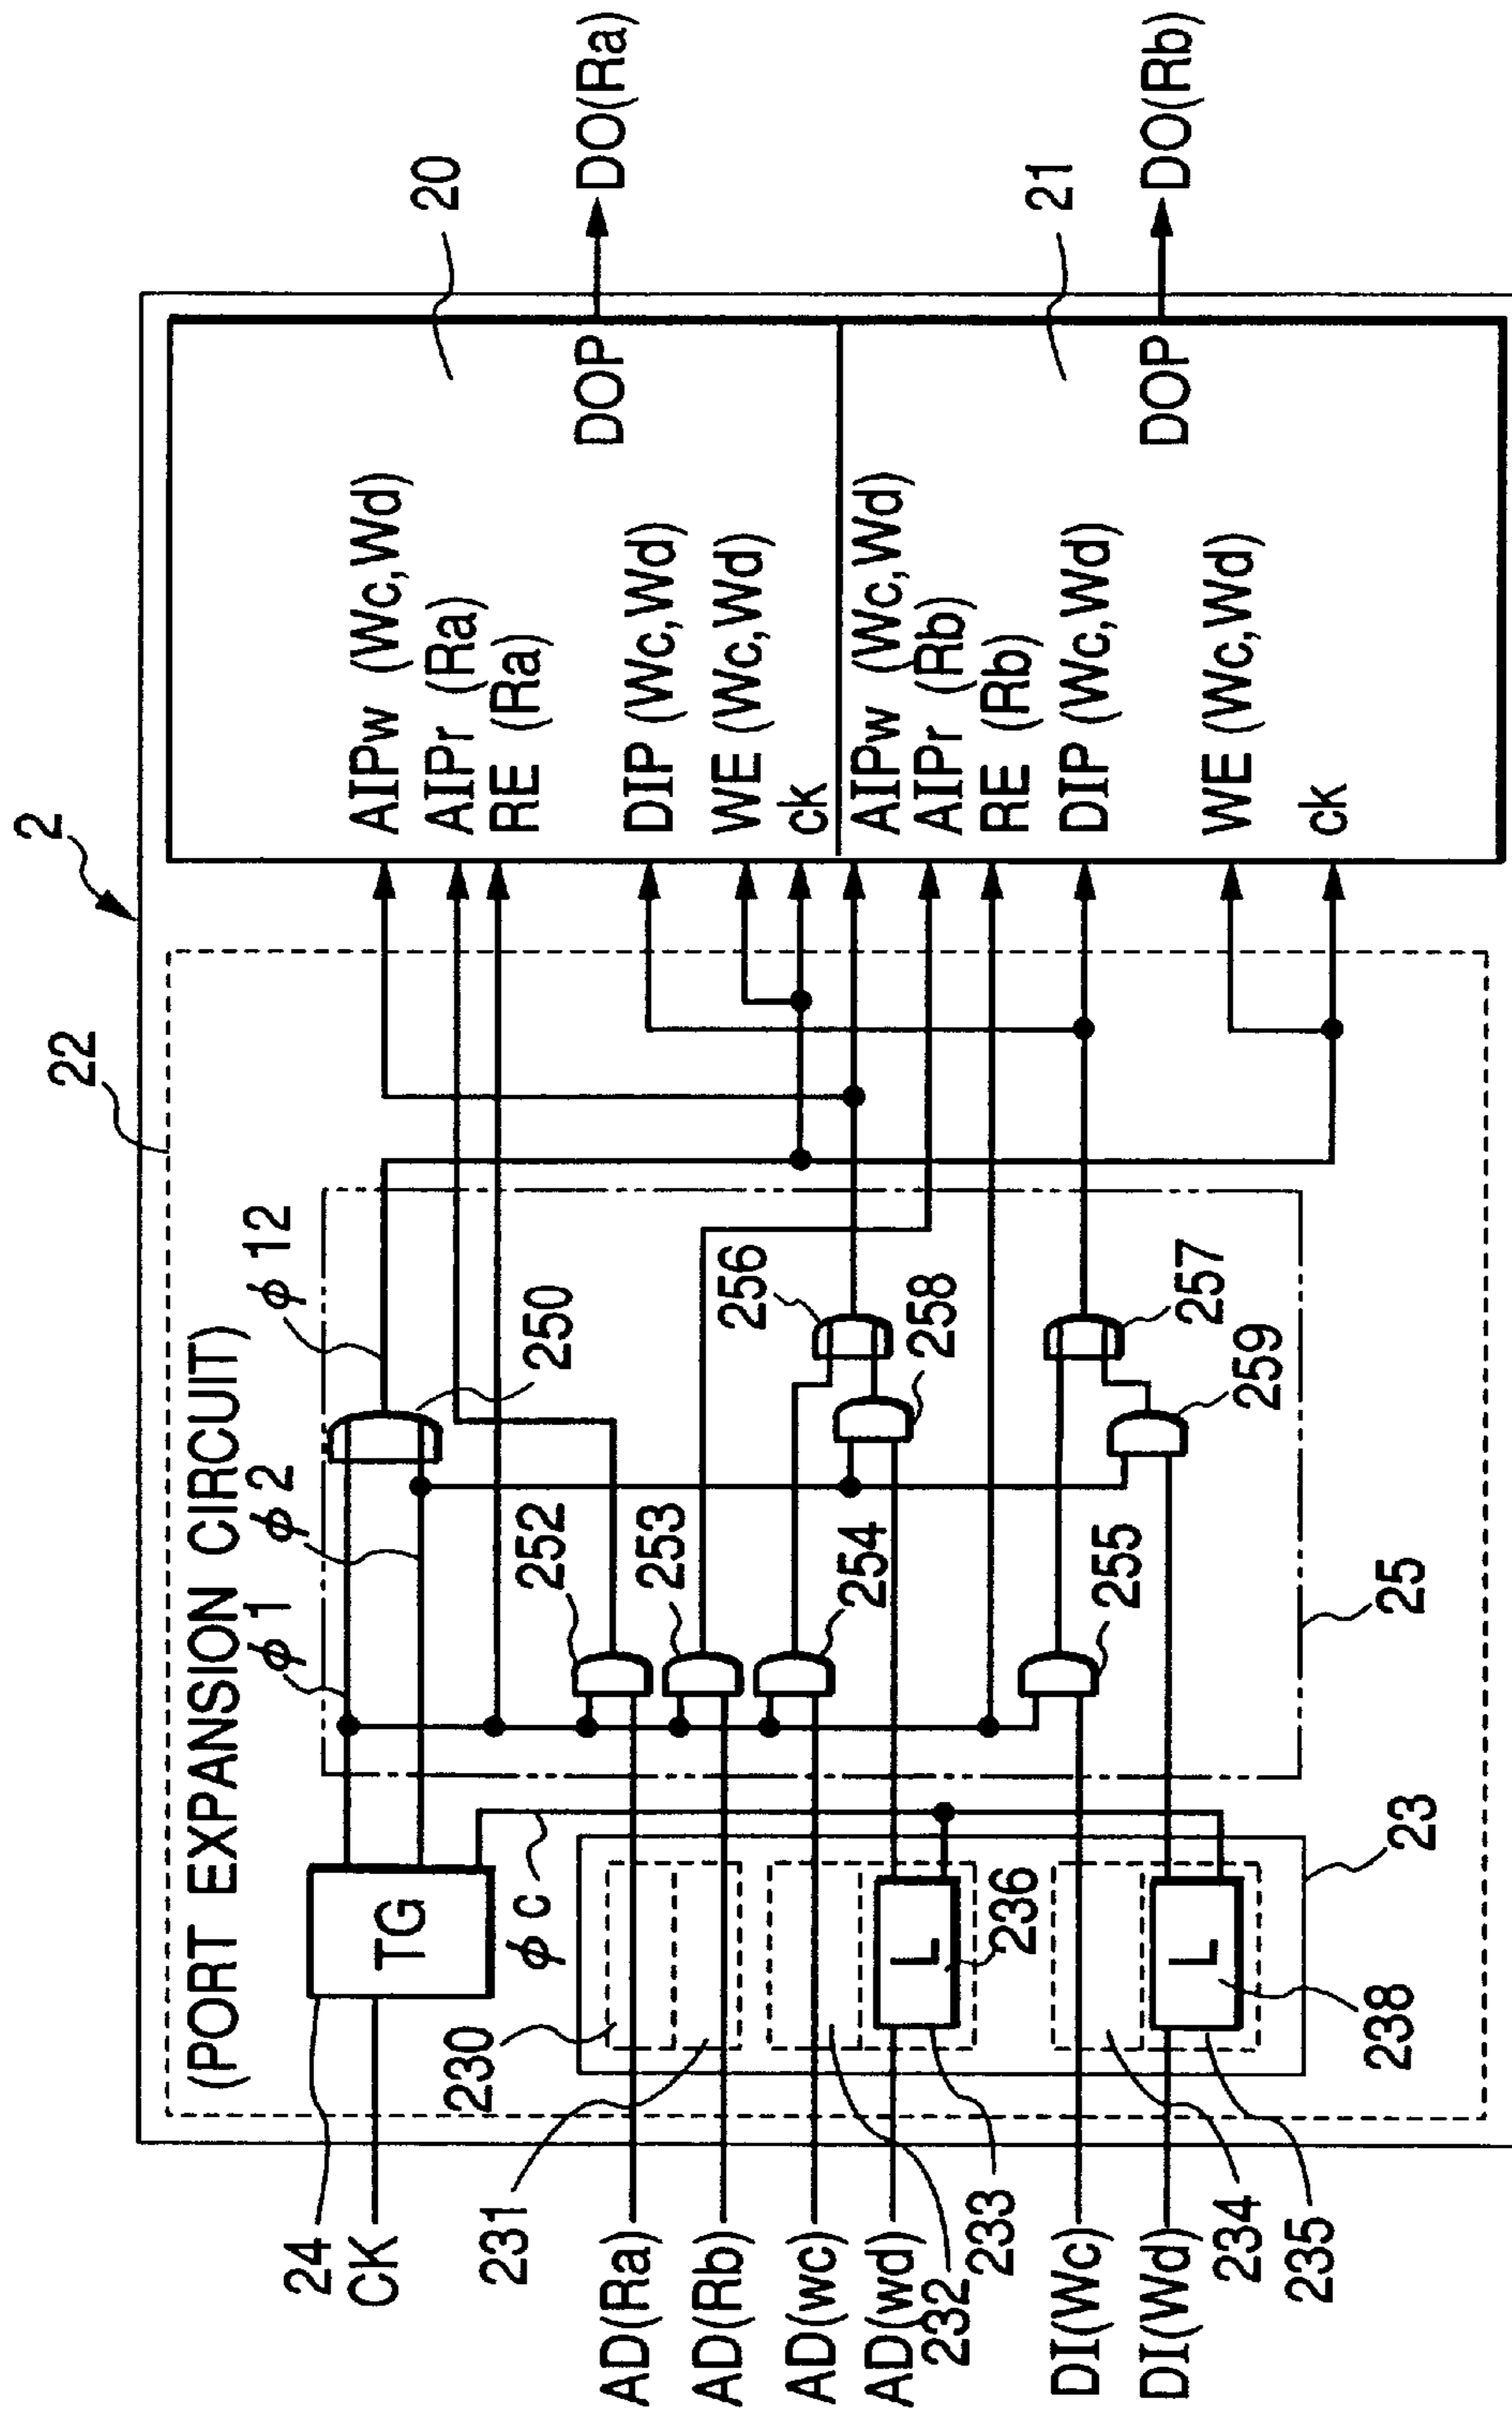 2
22
(PORT EXPANSION CIRCUIT)
24
CK
TG
ϕ1
ϕ2
ϕ12
250
ϕc
230
231
252
253
254
255
256
258
257
259
AD(Ra)
AD(Rb)
AD(wc)
AD(wd)
232
233
DI(Wc)
DI(Wd)
234
235
L
236
L
238
23
25
AIPw (Wc,Wd)
AIPr (Ra)
RE (Ra)
DIP (Wc,Wd)
WE (Wc,Wd)
ck
DOP
20
DO(Ra)
AIPw (Wc,Wd)
AIPr (Rb)
RE (Rb)
DIP (Wc,Wd)
WE (Wc,Wd)
ck
DOP
21
DO(Rb)